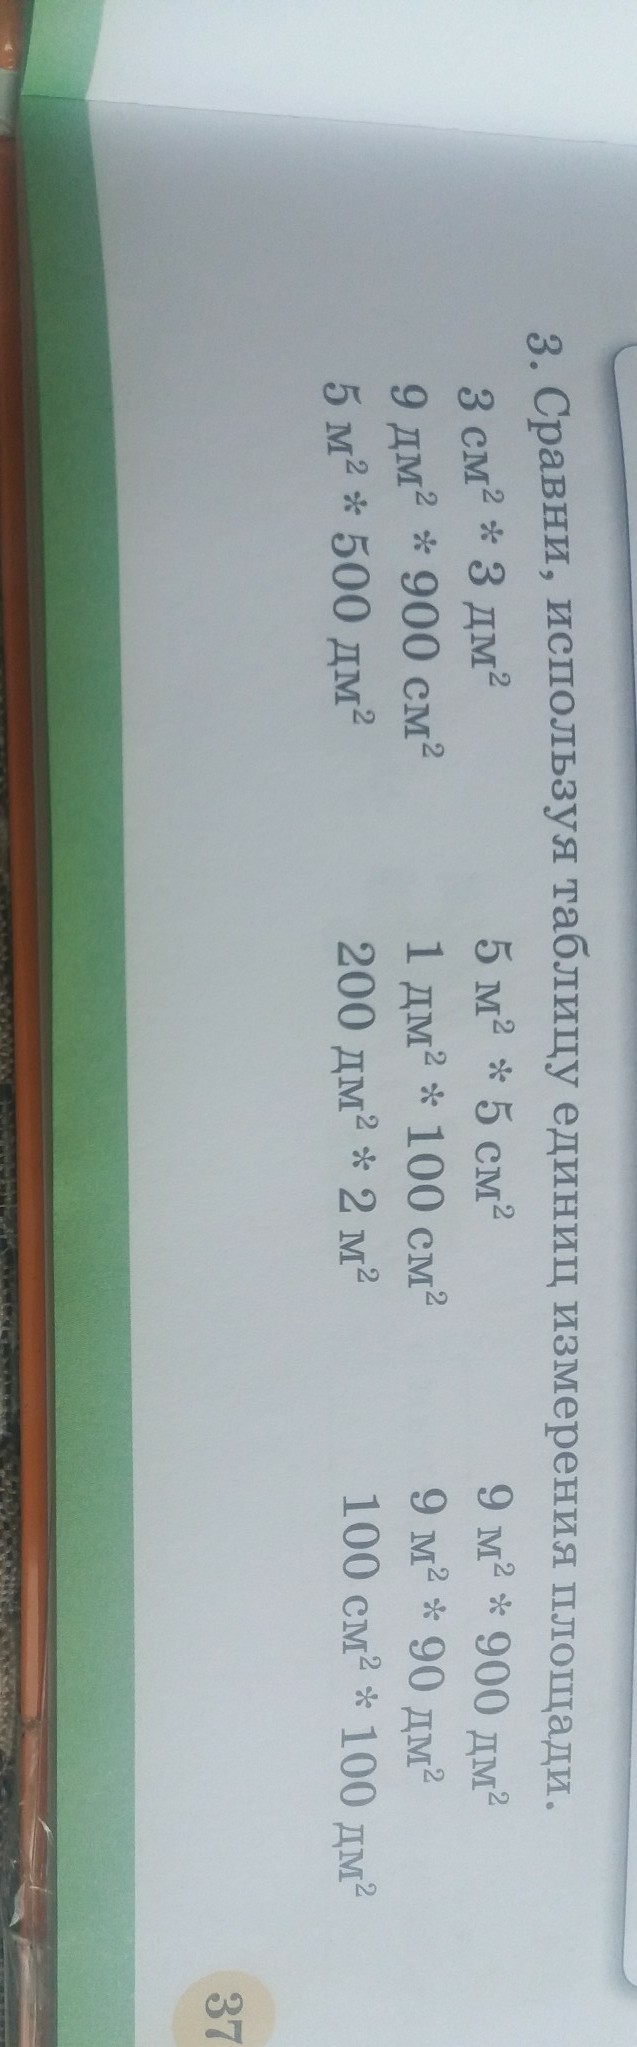 3. Сравни, используя таблицу единиц измерения площади.
3 см² * 3 дм² 5 м² * 5 см² 9 м² * 900 дм²
9 дм² * 900 см² 1 дм² * 100 см² 9 м² * 90 дм²
5 м² * 500 дм² 200 дм² * 2 м² 100 см² * 100 дм²
37